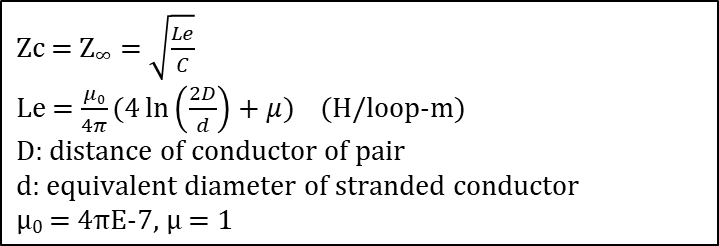 Zc = Z∞ = √(Le/C)
Le = μ₀/4π (4 ln (2D/d) + μ) (H/loop-m)
D: distance of conductor of pair
d: equivalent diameter of stranded conductor
μ₀ = 4πE-7, μ = 1